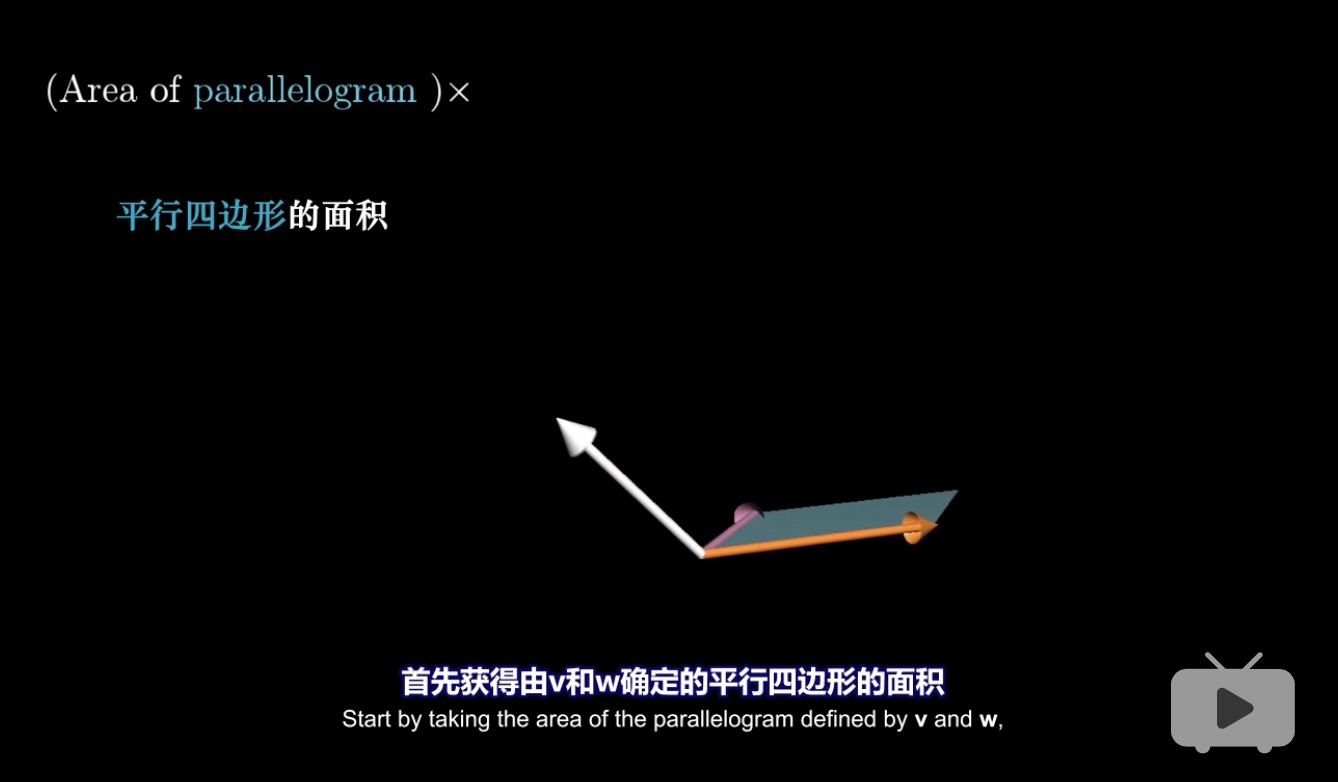 (Area of parallelogram )×
平行四边形的面积
首先获得由v和w确定的平行四边形的面积
Start by taking the area of the parallelogram defined by v and w,